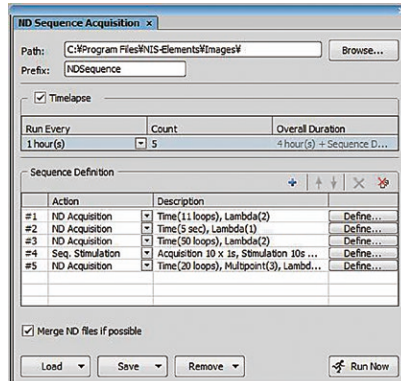 ND Sequence Acquisition ×
Path: C:¥Program Files¥NIS-Elements¥Images¥ Browse...
Prefix: NDSequence
Timelapse
Run Every Count Overall Duration
1 hour(s) 5 4 hour(s) + Sequence D...
Sequence Definition
Action Description
#1 ND Acquisition Time(11 loops), Lambda(2) Define...
#2 ND Acquisition Time(5 sec), Lambda(1) Define...
#3 ND Acquisition Time(50 loops), Lambda(2) Define...
#4 Seq. Stimulation Acquisition 10 x 1s, Stimulation 10s ... Define...
#5 ND Acquisition Time(20 loops), Multipoint(3), Lambd... Define...
Merge ND files if possible
Load Save Remove Run Now